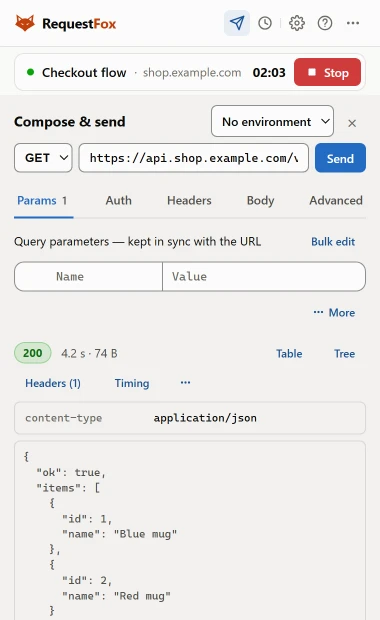 RequestFox
Checkout flow · shop.example.com 02:03 Stop
Compose & send No environment
GET https://api.shop.example.com/v Send
Params 1 Auth Headers Body Advanced
Query parameters — kept in sync with the URL Bulk edit
Name Value
··· More
200 4.2 s · 74 B Table Tree
Headers (1) Timing ···
content-type application/json
{
"ok": true,
"items": [
{
"id": 1,
"name": "Blue mug"
},
{
"id": 2,
"name": "Red mug"
}